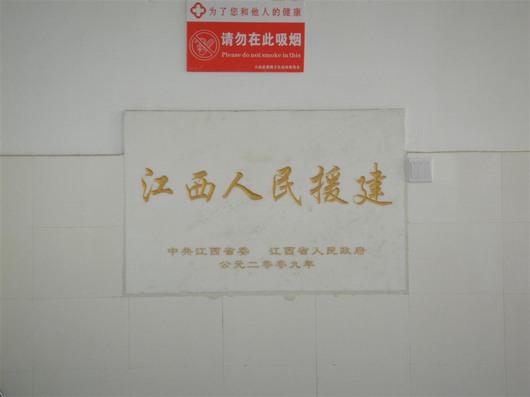 为了您和他人的健康
请勿在此吸烟
Please do not smoke in this
江西人民援建
中共江西省委 江西省人民政府
公元二零零九年